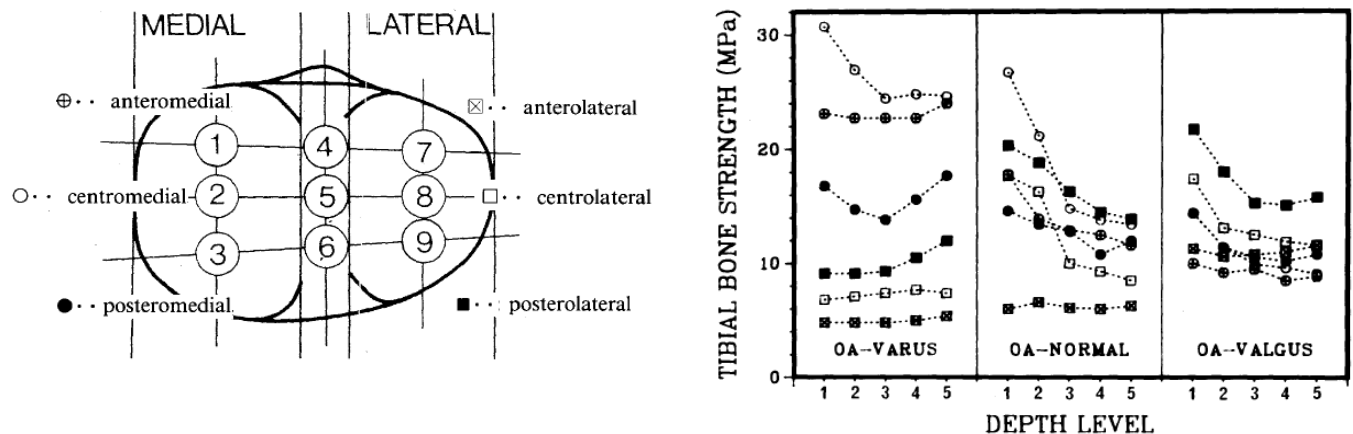 MEDIAL LATERAL
anteromedial anterolateral
1 4 7
centromedial 2 5 8 centrolateral
3 6 9
posteromedial posterolateral
TIBIAL BONE STRENGTH (MPa)
30
20
10
0
OA-VARUS OA-NORMAL OA-VALGUS
1 2 3 4 5 1 2 3 4 5 1 2 3 4 5
DEPTH LEVEL